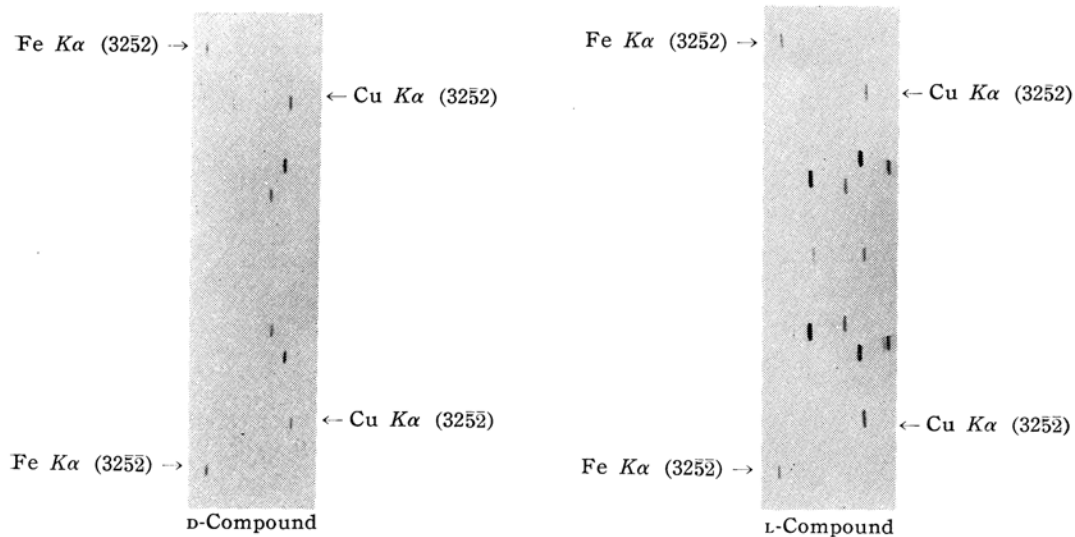 Fe Kα (325̄2) →
← Cu Kα (325̄2)
← Cu Kα (325̄2̄)
Fe Kα (325̄2̄) →
D-Compound
Fe Kα (325̄2) →
← Cu Kα (325̄2)
← Cu Kα (325̄2̄)
Fe Kα (325̄2̄) →
L-Compound